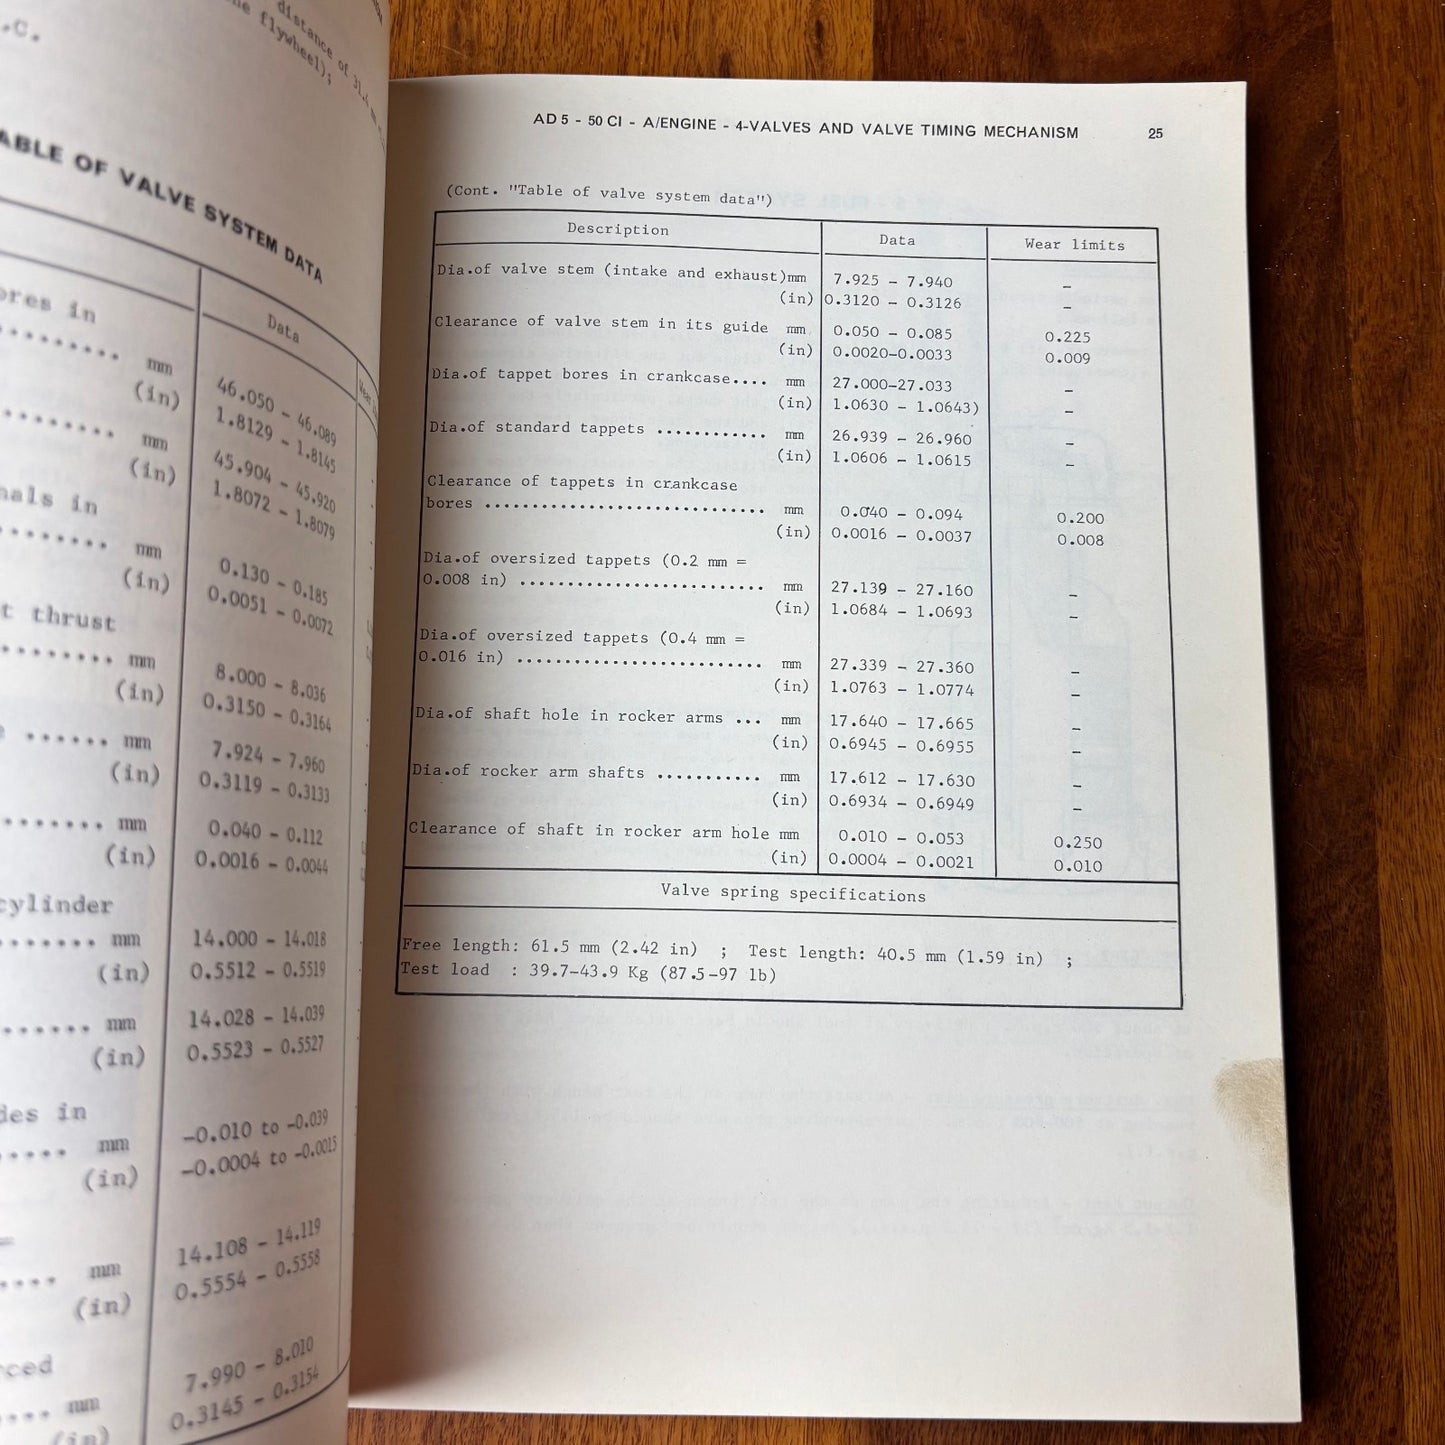 .C.
distance of 31.4 mm
flywheel);
TABLE OF VALVE SYSTEM DATA
Data
bores in
mm 46.050 - 46.089
(in) 1.8129 - 1.8145
mm 45.904 - 45.920
(in) 1.8072 - 1.8079
nals in
mm 0.130 - 0.185
(in) 0.0051 - 0.0072
t thrust
mm 8.000 - 8.036
(in) 0.3150 - 0.3164
e ...... mm 7.924 - 7.960
(in) 0.3119 - 0.3133
mm 0.040 - 0.112
(in) 0.0016 - 0.0044
cylinder
mm 14.000 - 14.018
(in) 0.5512 - 0.5519
mm 14.028 - 14.039
(in) 0.5523 - 0.5527
des in
mm -0.010 to -0.039
(in) -0.0004 to -0.0015
=
mm 14.108 - 14.119
(in) 0.5554 - 0.5558
rced
mm 7.990 - 8.010
(in) 0.3145 - 0.3154
AD 5 - 50 CI - A/ENGINE - 4-VALVES AND VALVE TIMING MECHANISM 25
(Cont. "Table of valve system data")
Description Data Wear limits
Dia.of valve stem (intake and exhaust)mm 7.925 - 7.940 -
(in) 0.3120 - 0.3126 -
Clearance of valve stem in its guide mm 0.050 - 0.085 0.225
(in) 0.0020-0.0033 0.009
Dia.of tappet bores in crankcase.... mm 27.000-27.033 -
(in) 1.0630 - 1.0643) -
Dia.of standard tappets ............ mm 26.939 - 26.960 -
(in) 1.0606 - 1.0615 -
Clearance of tappets in crankcase
bores ............................. mm 0.040 - 0.094 0.200
(in) 0.0016 - 0.0037 0.008
Dia.of oversized tappets (0.2 mm =
0.008 in) .......................... mm 27.139 - 27.160 -
(in) 1.0684 - 1.0693 -
Dia.of oversized tappets (0.4 mm =
0.016 in) .......................... mm 27.339 - 27.360 -
(in) 1.0763 - 1.0774 -
Dia.of shaft hole in rocker arms ... mm 17.640 - 17.665 -
(in) 0.6945 - 0.6955 -
Dia.of rocker arm shafts ........... mm 17.612 - 17.630 -
(in) 0.6934 - 0.6949 -
Clearance of shaft in rocker arm hole mm 0.010 - 0.053 0.250
(in) 0.0004 - 0.0021 0.010
Valve spring specifications
Free length: 61.5 mm (2.42 in) ; Test length: 40.5 mm (1.59 in) ;
Test load : 39.7-43.9 Kg (87.5-97 lb)